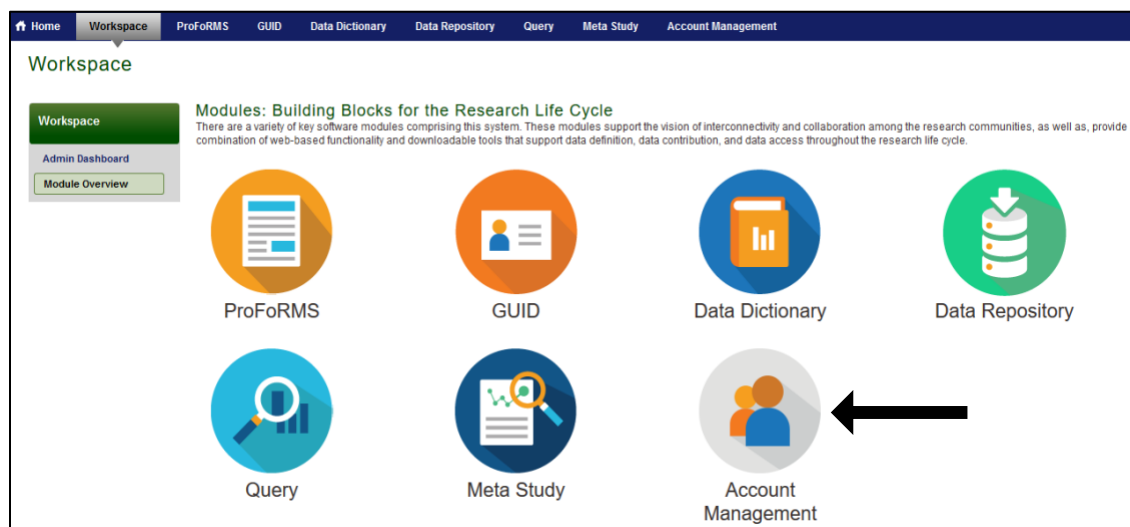 Home Workspace ProFoRMS GUID Data Dictionary Data Repository Query Meta Study Account Management
Workspace
Workspace
Admin Dashboard
Module Overview
Modules: Building Blocks for the Research Life Cycle
There are a variety of key software modules comprising this system. These modules support the vision of interconnectivity and collaboration among the research communities, as well as, provide
combination of web-based functionality and downloadable tools that support data definition, data contribution, and data access throughout the research life cycle.
ProFoRMS GUID Data Dictionary Data Repository
Query Meta Study Account
Management